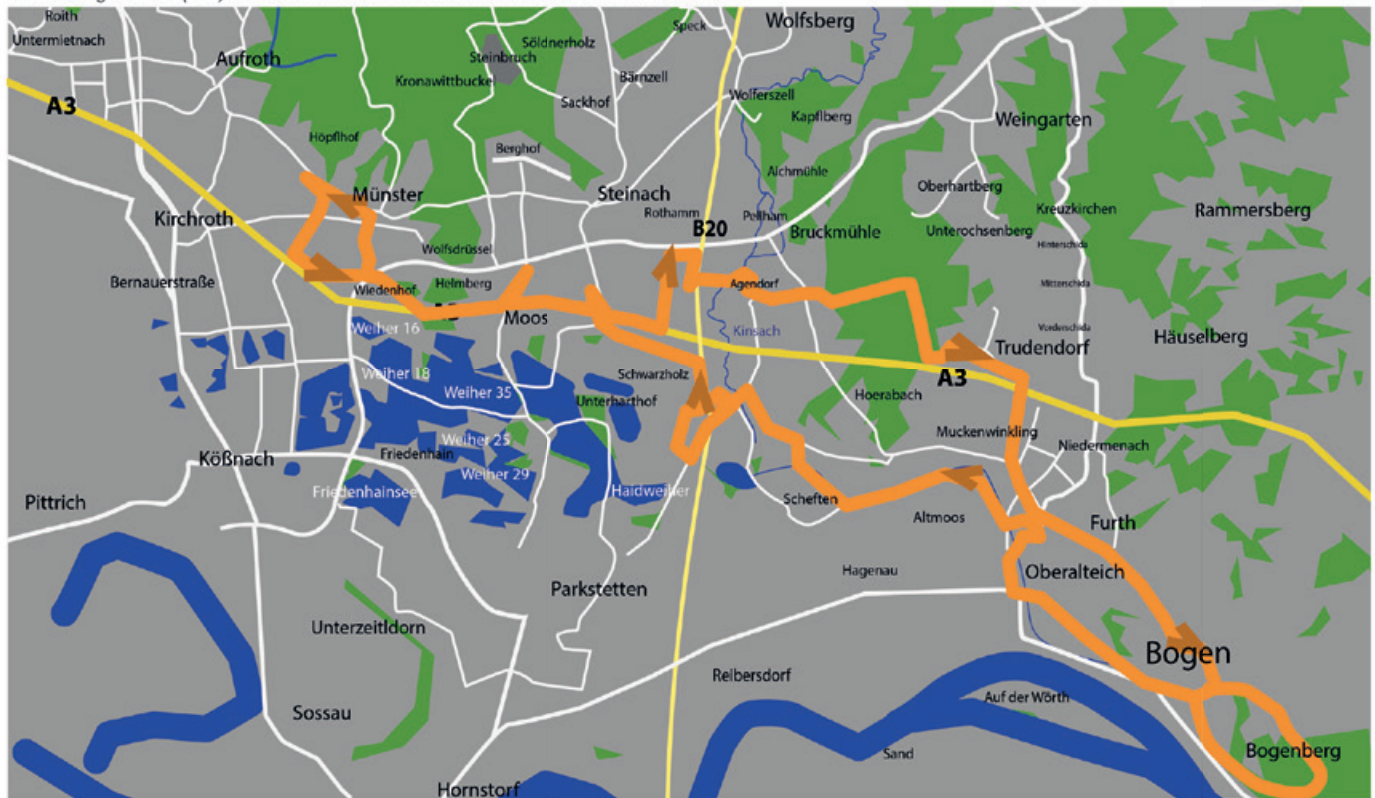 Roith
Speck
Wolfsberg
Untermietnach
Söldnerholz
Aufroth
Steinbruch
Kronawittbuckel
Bärnzell
A3
Sackhof
Wolferszell
Kapflberg
Weingarten
Höpflhof
Berghof
Aichmühle
Münster
Steinach
Oberhartberg
Kirchroth
Rothamm
Pellham
Kreuzkirchen
Rammersberg
B20
Bruckmühle
Unterochsenberg
Wolfsdrüssel
Hinterschida
Bernauerstraße
Wiedenhof
Helmberg
Agendorf
Mitterschida
Moos
Weiher 16
Kinsach
Vorderschida
Trudendorf
Häuselberg
Weiher 18
Schwarzholz
A3
Weiher 35
Unterharthof
Hoerabach
Muckenwinkling
Weiher 25
Niedermenach
Friedenhain
Kößnach
Weiher 29
Friedenhainsee
Haidweiher
Scheften
Pittrich
Altmoos
Furth
Hagenau
Oberalteich
Parkstetten
Unterzeitldorn
Bogen
Reibersdorf
Auf der Wörth
Sossau
Sand
Bogenberg
Hornstorf